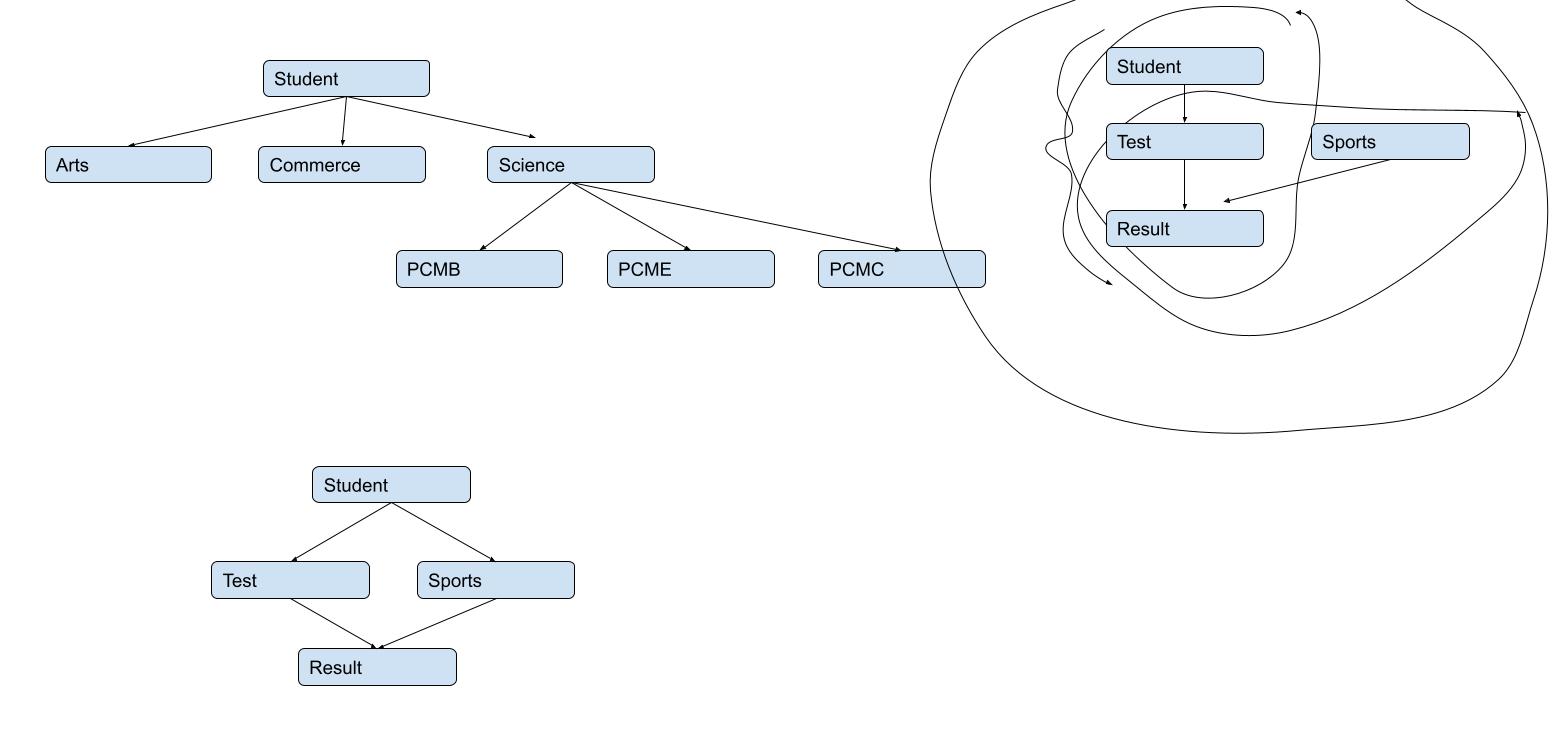 Student
Arts
Commerce
Science
PCMB
PCME
PCMC
Student
Test
Sports
Result
Student
Test
Sports
Result